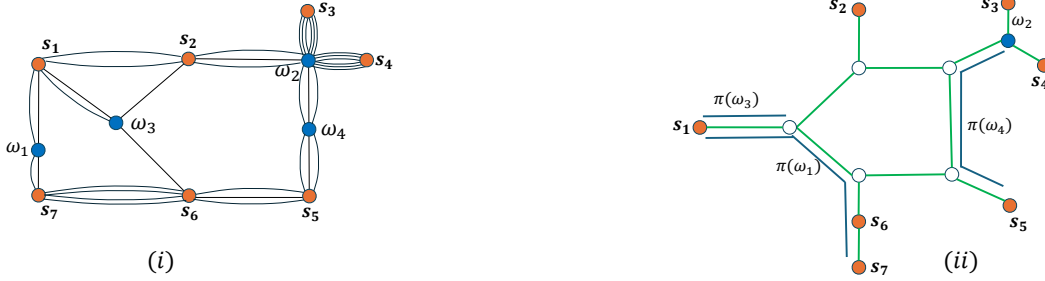 s₃
s₁
s₂
s₄
ω₂
ω₃
ω₄
ω₁
s₇
s₆
s₅
(i)
s₂
s₃
ω₂
s₄
π(ω₃)
s₁
π(ω₄)
π(ω₁)
s₅
s₆
s₇
(ii)